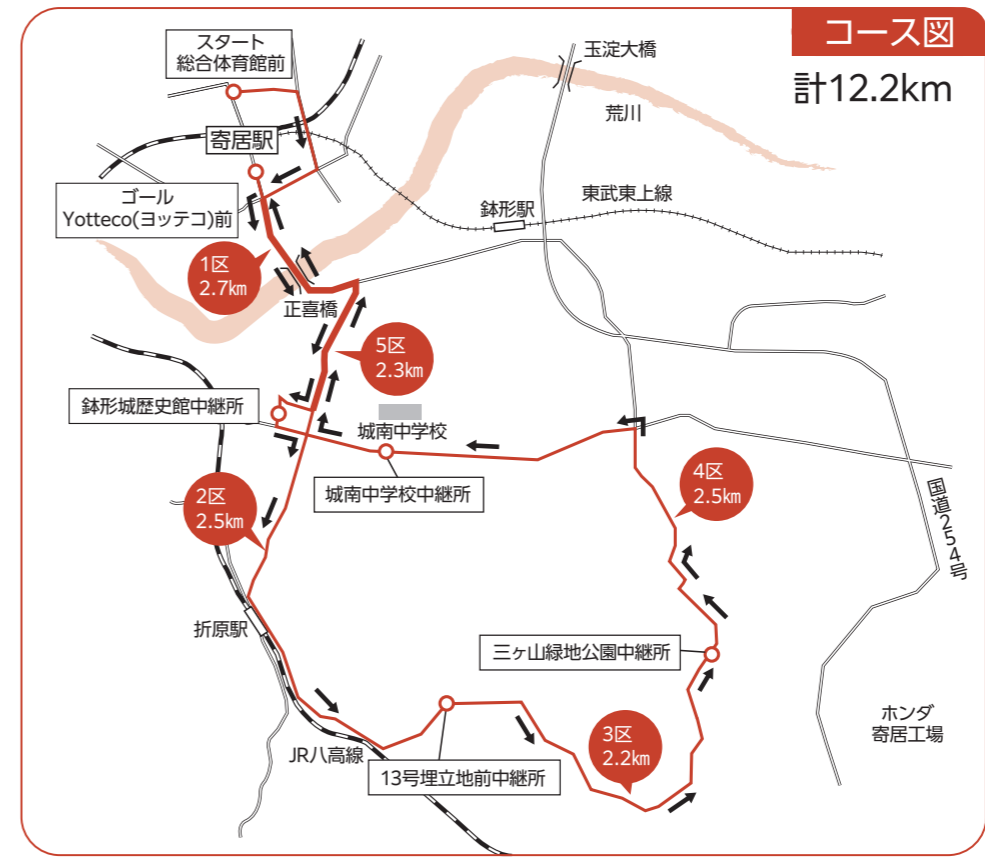 コース図
計12.2km
スタート
総合体育館前
玉淀大橋
荒川
寄居駅
ゴール
Yotteco(ヨッテコ)前
鉢形駅
東武東上線
1区
2.7km
正喜橋
5区
2.3km
鉢形城歴史館中継所
城南中学校
城南中学校中継所
4区
2.5km
国道254号
2区
2.5km
折原駅
三ヶ山緑地公園中継所
ホンダ
寄居工場
3区
2.2km
JR八高線
13号埋立地前中継所